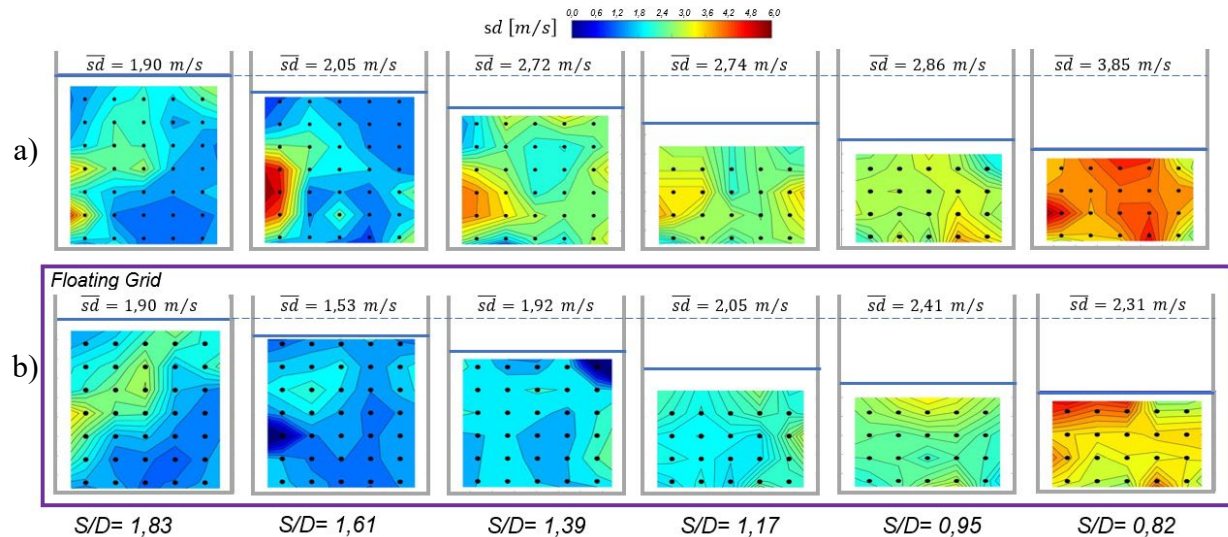 sd [m/s]
0,0 0,6 1,2 1,8 2,4 3,0 3,6 4,2 4,8 5,4 6,0
a)
sd = 1,90 m/s
sd = 2,05 m/s
sd = 2,72 m/s
sd = 2,74 m/s
sd = 2,86 m/s
sd = 3,85 m/s
Floating Grid
b)
sd = 1,90 m/s
sd = 1,53 m/s
sd = 1,92 m/s
sd = 2,05 m/s
sd = 2,41 m/s
sd = 2,31 m/s
S/D= 1,83
S/D= 1,61
S/D= 1,39
S/D= 1,17
S/D= 0,95
S/D= 0,82